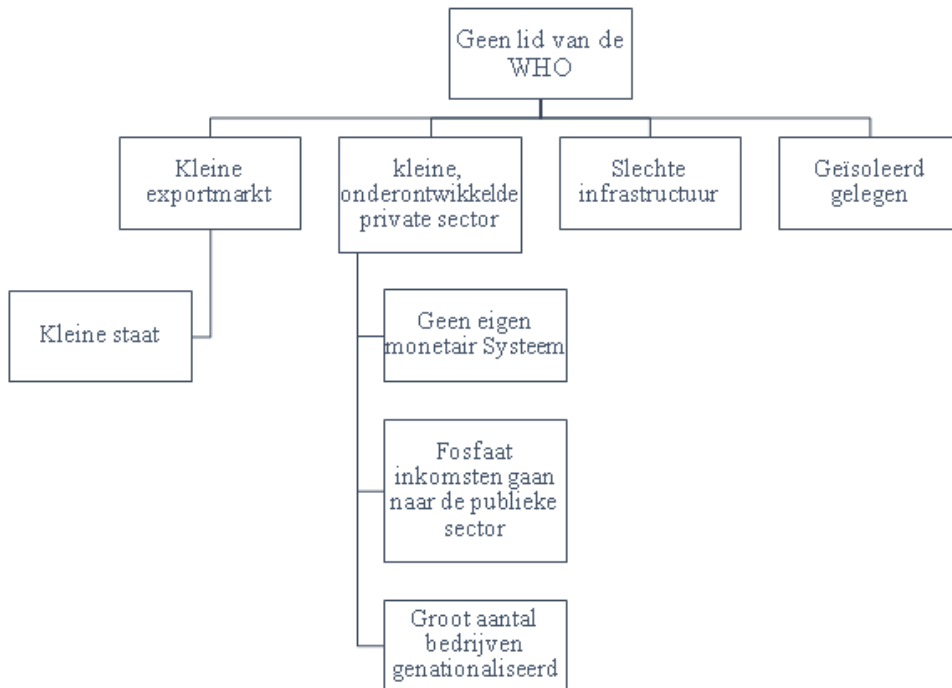 Geen lid van de
WHO
Kleine
exportmarkt
kleine,
onderontwikkelde
private sector
Slechte
infrastructuur
Geïsoleerd
gelegen
Kleine staat
Geen eigen
monetair Systeem
Fosfaat
inkomsten gaan
naar de publieke
sector
Groot aantal
bedrijven
genationaliseerd